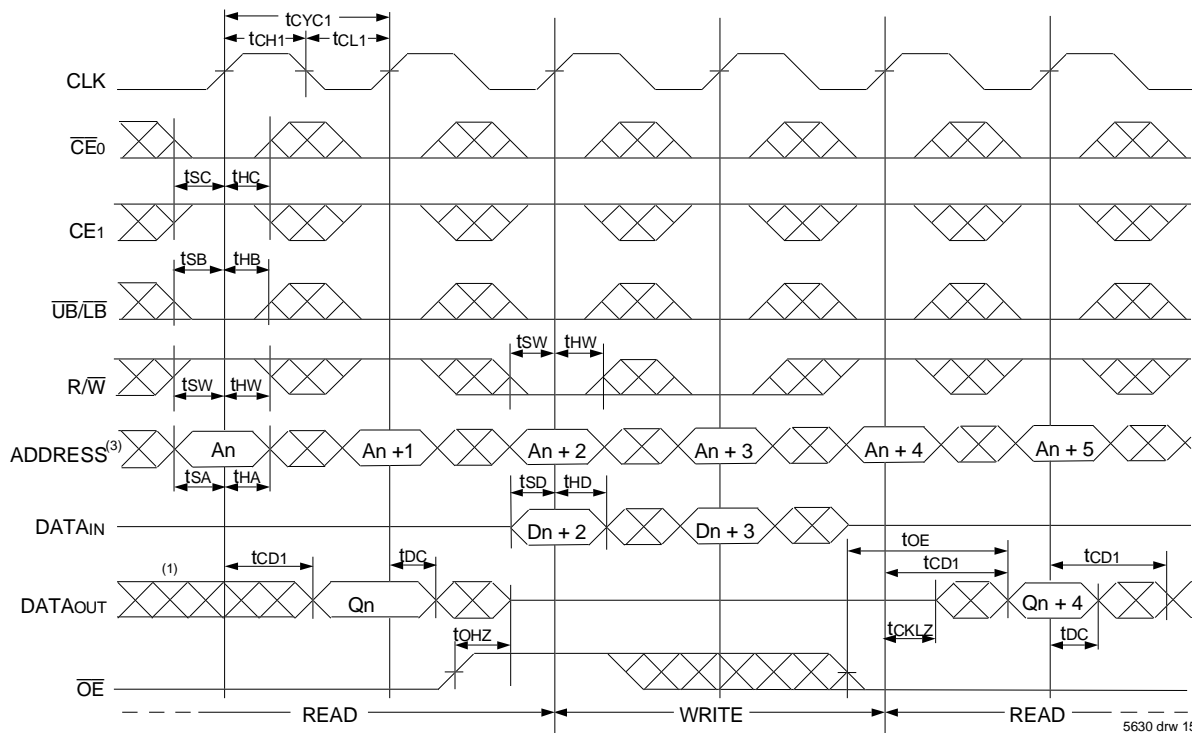 tCYC1
tCH1 tCL1
CLK
CE0
tSC tHC
CE1
tSB tHB
UB/LB
tSW tHW
R/W
tSW tHW
ADDRESS(3) An An +1 An + 2 An + 3 An + 4 An + 5
tSA tHA tSD tHD
DATAIN Dn + 2 Dn + 3
tOE
(1) tCD1 tDC tCD1 tCD1
DATAOUT Qn Qn + 4
tOHZ tCKLZ tDC
OE
READ WRITE READ
5630 drw 15